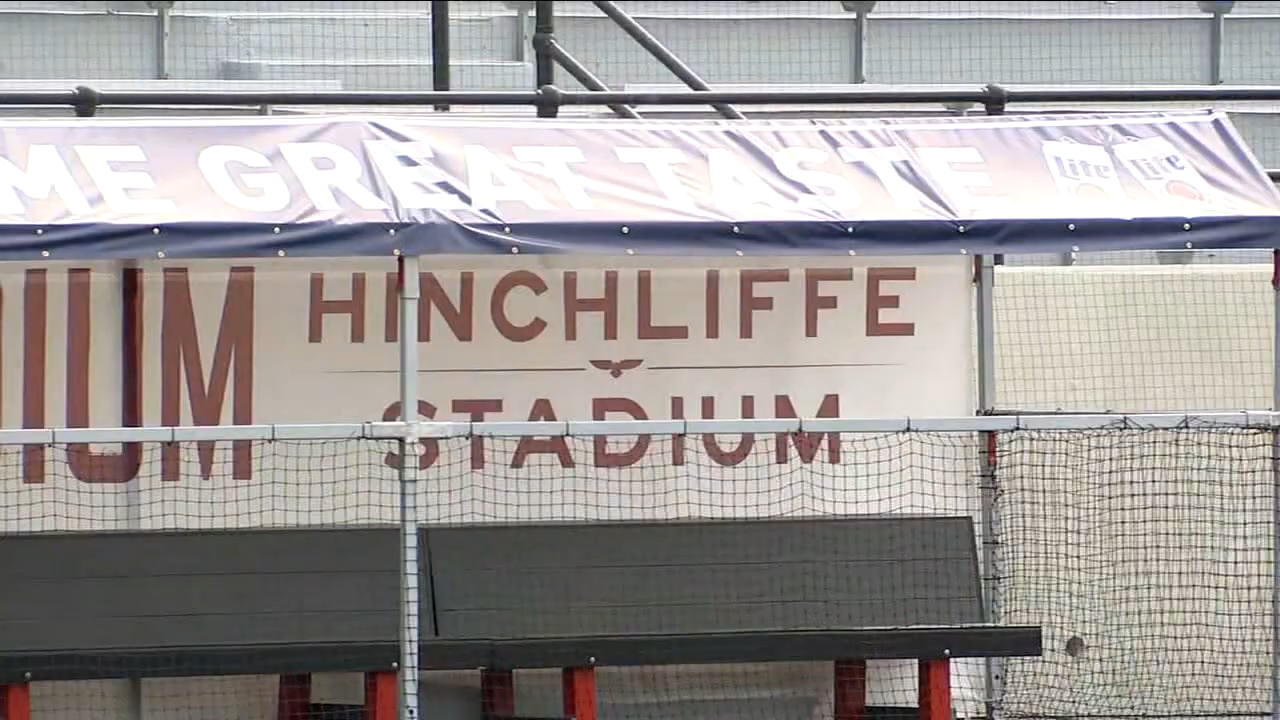 ME GREAT TASTE
Lite Lite
IUM
HINCHLIFFE
STADIUM